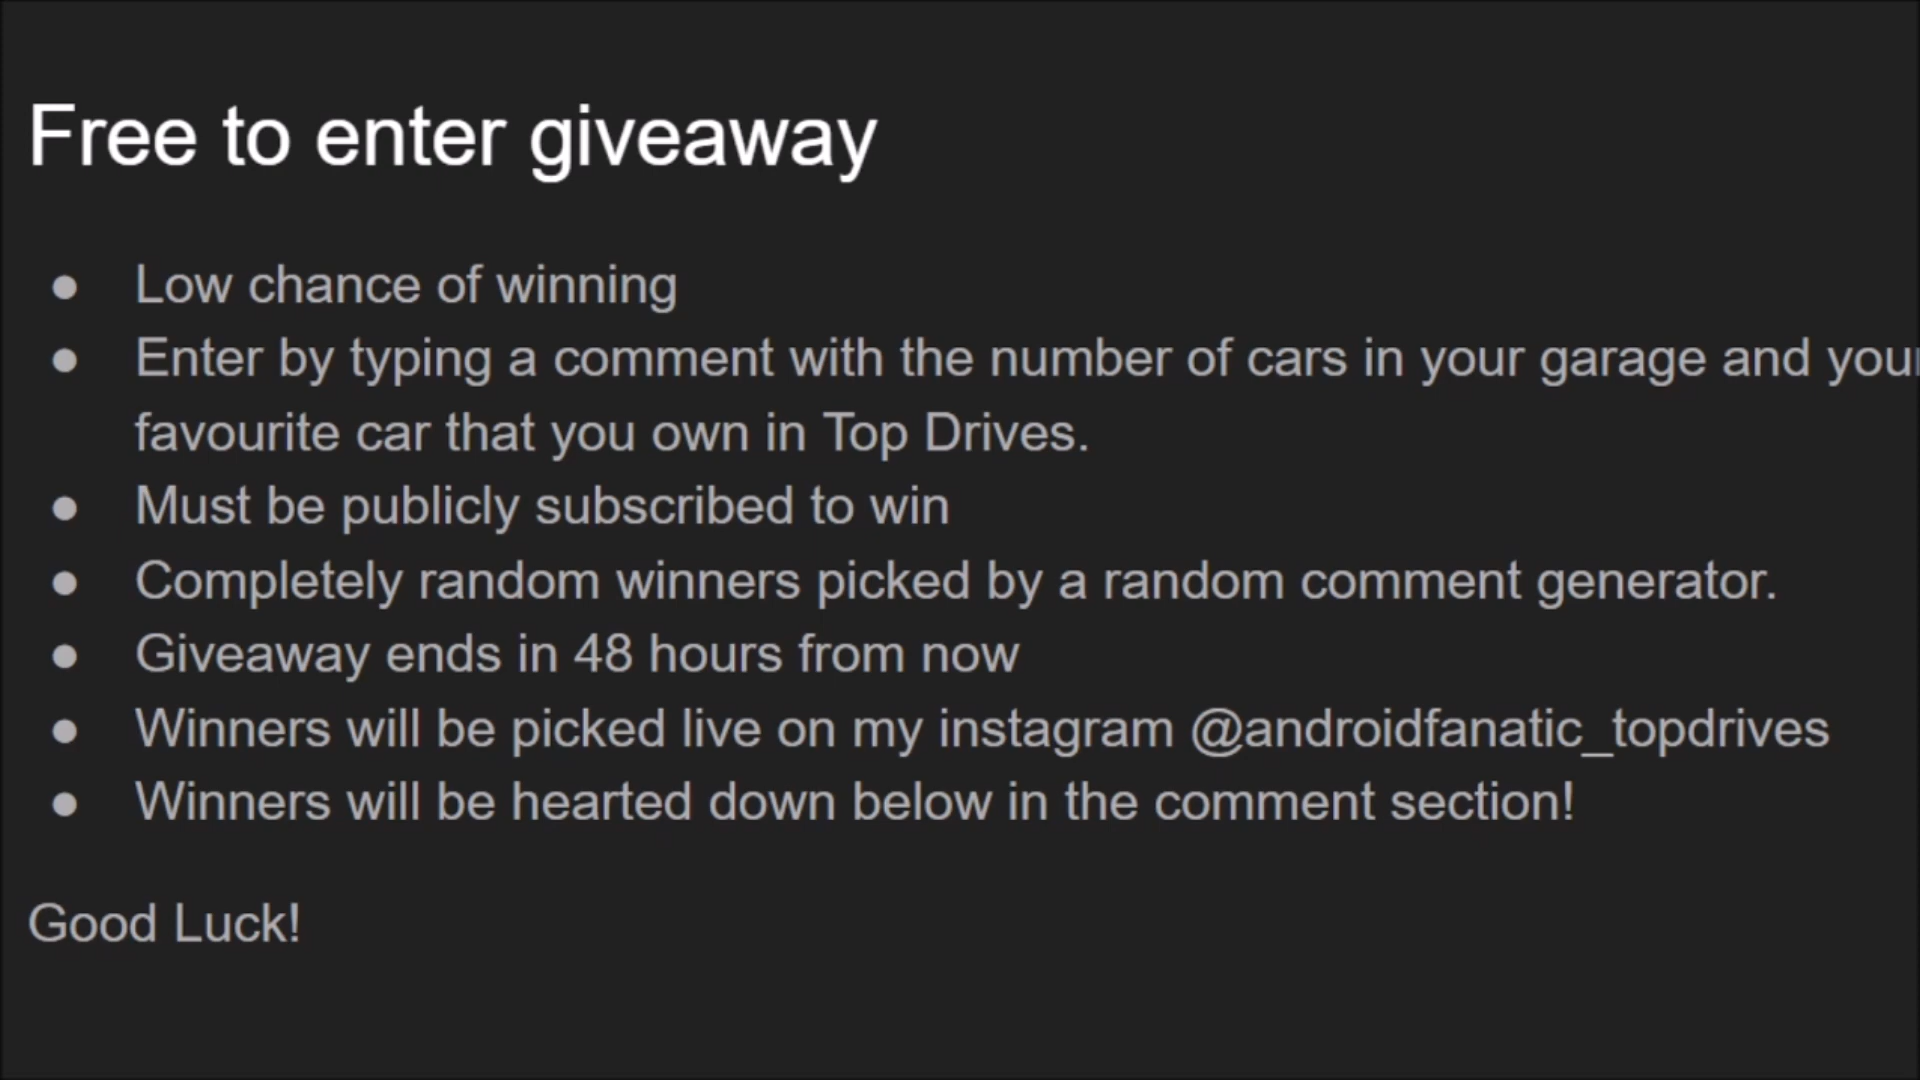 Free to enter giveaway
● Low chance of winning
● Enter by typing a comment with the number of cars in your garage and your
favourite car that you own in Top Drives.
● Must be publicly subscribed to win
● Completely random winners picked by a random comment generator.
● Giveaway ends in 48 hours from now
● Winners will be picked live on my instagram @androidfanatic_topdrives
● Winners will be hearted down below in the comment section!
Good Luck!